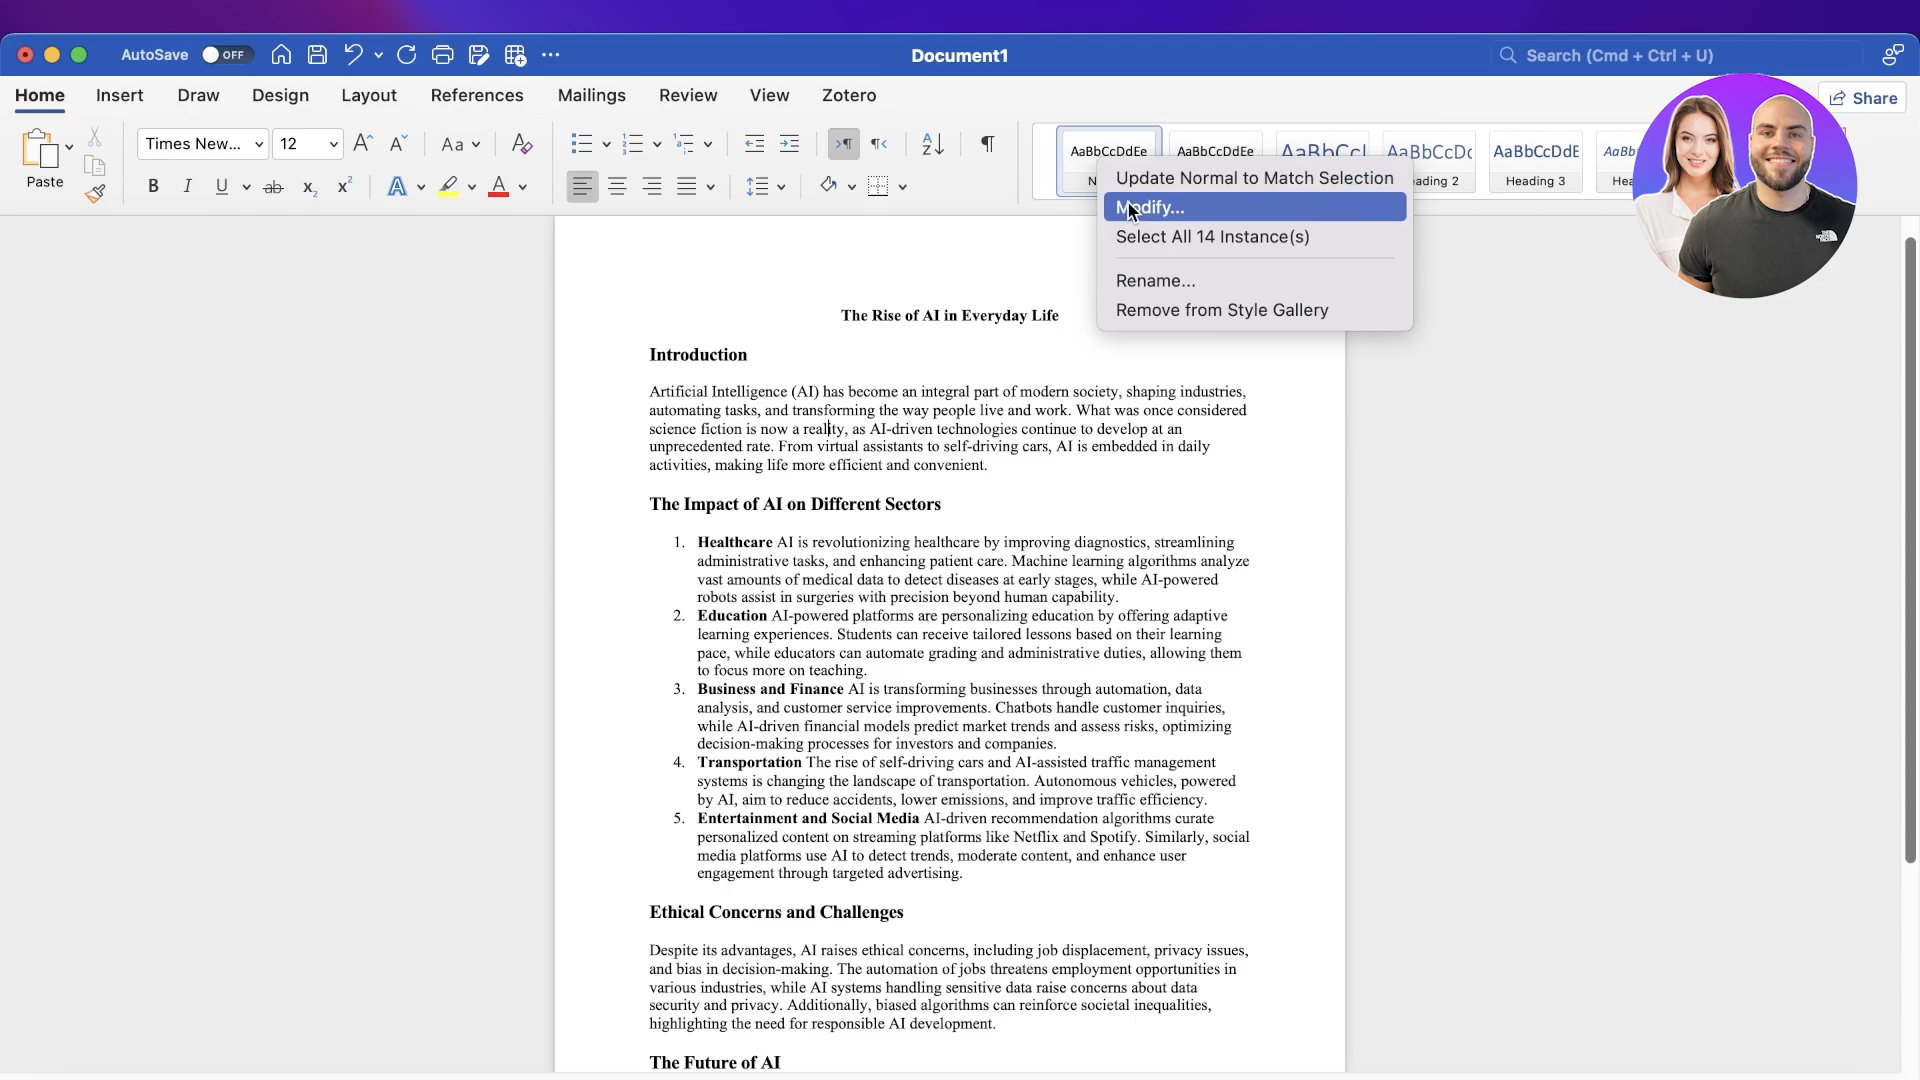 AutoSave OFF Document1 Search (Cmd + Ctrl + U)
Home Insert Draw Design Layout References Mailings Review View Zotero Share
Paste Times New... 12 Aa AaBbCcDdEe AaBbCcDdEe AaBbCcI AaBbCcDc AaBbCcDdE AaBb
N ading 2 Heading 3 Hea
Update Normal to Match Selection
Modify...
Select All 14 Instance(s)
Rename...
Remove from Style Gallery
The Rise of AI in Everyday Life
Introduction
Artificial Intelligence (AI) has become an integral part of modern society, shaping industries,
automating tasks, and transforming the way people live and work. What was once considered
science fiction is now a reality, as AI-driven technologies continue to develop at an
unprecedented rate. From virtual assistants to self-driving cars, AI is embedded in daily
activities, making life more efficient and convenient.
The Impact of AI on Different Sectors
1. Healthcare AI is revolutionizing healthcare by improving diagnostics, streamlining
administrative tasks, and enhancing patient care. Machine learning algorithms analyze
vast amounts of medical data to detect diseases at early stages, while AI-powered
robots assist in surgeries with precision beyond human capability.
2. Education AI-powered platforms are personalizing education by offering adaptive
learning experiences. Students can receive tailored lessons based on their learning
pace, while educators can automate grading and administrative duties, allowing them
to focus more on teaching.
3. Business and Finance AI is transforming businesses through automation, data
analysis, and customer service improvements. Chatbots handle customer inquiries,
while AI-driven financial models predict market trends and assess risks, optimizing
decision-making processes for investors and companies.
4. Transportation The rise of self-driving cars and AI-assisted traffic management
systems is changing the landscape of transportation. Autonomous vehicles, powered
by AI, aim to reduce accidents, lower emissions, and improve traffic efficiency.
5. Entertainment and Social Media AI-driven recommendation algorithms curate
personalized content on streaming platforms like Netflix and Spotify. Similarly, social
media platforms use AI to detect trends, moderate content, and enhance user
engagement through targeted advertising.
Ethical Concerns and Challenges
Despite its advantages, AI raises ethical concerns, including job displacement, privacy issues,
and bias in decision-making. The automation of jobs threatens employment opportunities in
various industries, while AI systems handling sensitive data raise concerns about data
security and privacy. Additionally, biased algorithms can reinforce societal inequalities,
highlighting the need for responsible AI development.
The Future of AI